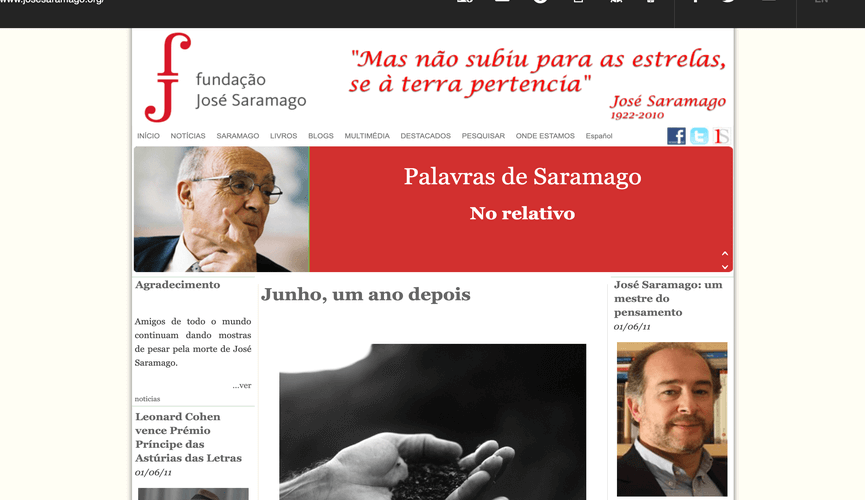 www.josesaramago.org/
EN
fundação
José Saramago
"Mas não subiu para as estrelas,
se à terra pertencia"
José Saramago
1922-2010
INÍCIO NOTÍCIAS SARAMAGO LIVROS BLOGS MULTIMÉDIA DESTACADOS PESQUISAR ONDE ESTAMOS Español
Palavras de Saramago
No relativo
Agradecimento
Amigos de todo o mundo
continuam dando mostras
de pesar pela morte de José
Saramago.
...ver
noticias
Leonard Cohen
vence Prémio
Príncipe das
Astúrias das Letras
01/06/11
Junho, um ano depois
José Saramago: um
mestre do
pensamento
01/06/11